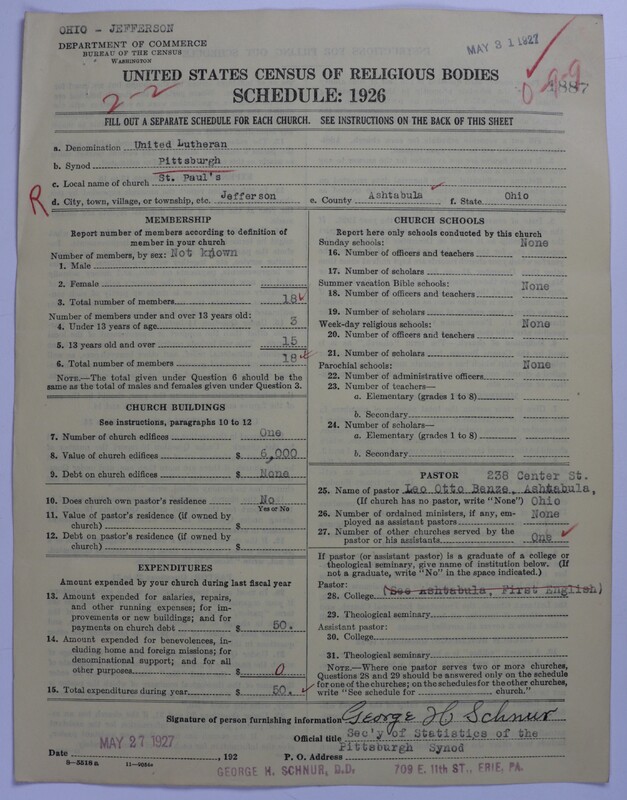 OHIO - JEFFERSON
DEPARTMENT OF COMMERCE
BUREAU OF THE CENSUS
WASHINGTON
MAY 31 1927
UNITED STATES CENSUS OF RELIGIOUS BODIES
SCHEDULE: 1926
2-2
0-9-9
FILL OUT A SEPARATE SCHEDULE FOR EACH CHURCH. SEE INSTRUCTIONS ON THE BACK OF THIS SHEET
a. Denomination United Lutheran
b. Synod Pittsburgh
c. Local name of church St. Paul's
R
d. City, town, village, or township, etc. Jefferson e. County Ashtabula f. State Ohio
MEMBERSHIP
Report number of members according to definition of
member in your church
Number of members, by sex: Not known
1. Male
2. Female
3. Total number of members 18
Number of members under and over 13 years old:
4. Under 13 years of age 3
5. 13 years old and over 15
6. Total number of members 18
NOTE.—The total given under Question 6 should be the
same as the total of males and females given under Question 3.
CHURCH BUILDINGS
See instructions, paragraphs 10 to 12
7. Number of church edifices One
8. Value of church edifices $ 6,000
9. Debt on church edifices $ None
10. Does church own pastor's residence No
Yes or No
11. Value of pastor's residence (if owned by
church) $
12. Debt on pastor's residence (if owned by
church) $
EXPENDITURES
Amount expended by your church during last fiscal year
13. Amount expended for salaries, repairs,
and other running expenses; for im-
provements or new buildings; and for
payments on church debt $ 50.
14. Amount expended for benevolences, in-
cluding home and foreign missions; for
denominational support; and for all
other purposes $ 0
15. Total expenditures during year $ 50.
CHURCH SCHOOLS
Report here only schools conducted by this church
Sunday schools: None
16. Number of officers and teachers
17. Number of scholars
Summer vacation Bible schools: None
18. Number of officers and teachers
19. Number of scholars
Week-day religious schools: None
20. Number of officers and teachers
21. Number of scholars
Parochial schools: None
22. Number of administrative officers
23. Number of teachers—
a. Elementary (grades 1 to 8)
b. Secondary
24. Number of scholars—
a. Elementary (grades 1 to 8)
b. Secondary
PASTOR 238 Center St.
25. Name of pastor Leo Otto Benze, Ashtabula,
(If church has no pastor, write "None") Ohio
26. Number of ordained ministers, if any, em-
ployed as assistant pastors None
27. Number of other churches served by the
pastor or his assistants One
If pastor (or assistant pastor) is a graduate of a college or
theological seminary, give name of institution below. (If
not a graduate, write "No" in the space indicated.)
Pastor:
28. College (See Ashtabula, First English)
29. Theological seminary
Assistant pastor:
30. College
31. Theological seminary
NOTE.—Where one pastor serves two or more churches,
Questions 28 and 29 should be answered only on the schedule
for one of the churches; on the schedules for the other churches,
write "See schedule for church."
Signature of person furnishing information George H Schnur
Official title Sec'y of Statistics of the
Pittsburgh Synod
Date MAY 27 1927, 192 P. O. Address
GEORGE H. SCHNUR, D.D. 709 E. 11th ST., ERIE, PA.